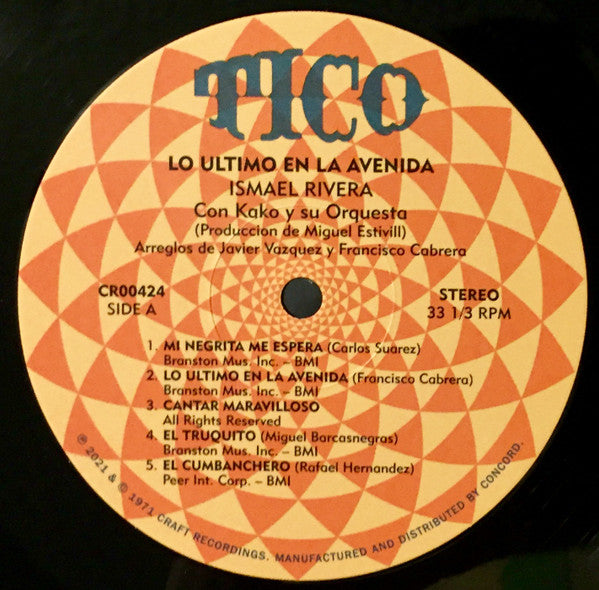 TICO
LO ULTIMO EN LA AVENIDA
ISMAEL RIVERA
Con Kako y su Orquesta
(Produccion de Miguel Estivill)
Arreglos de Javier Vazquez y Francisco Cabrera
CR00424
SIDE A
STEREO
33 1/3 RPM
1. MI NEGRITA ME ESPERA (Carlos Suarez)
Branston Mus. Inc. – BMI
2. LO ULTIMO EN LA AVENIDA (Francisco Cabrera)
Branston Mus. Inc. – BMI
3. CANTAR MARAVILLOSO
All Rights Reserved
4. EL TRUQUITO (Miguel Barcasnegras)
Branston Mus. Inc. – BMI
5. EL CUMBANCHERO (Rafael Hernandez)
Peer Int. Corp. – BMI
℗ 2021 & © 1971 CRAFT RECORDINGS. MANUFACTURED AND DISTRIBUTED BY CONCORD.